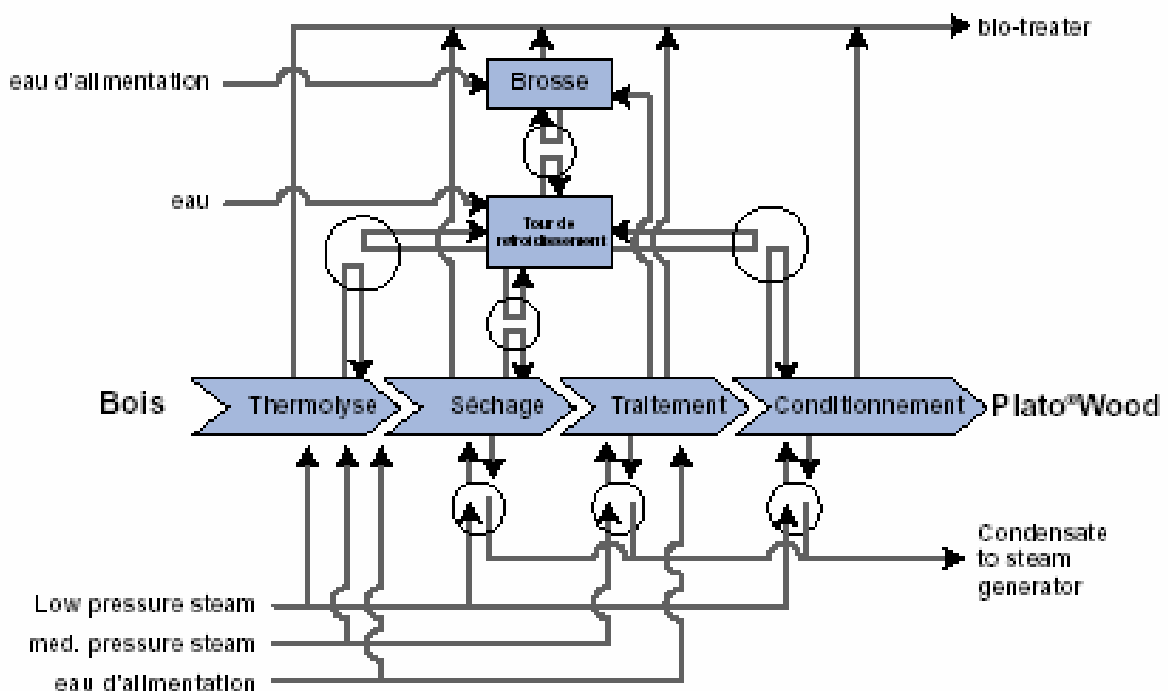 bio-treater
eau d'alimentation
Brosse
eau
Tour de
refroidissement
Bois
Thermolyse
Séchage
Traitement
Conditionnement
Plato®Wood
Condensate
to steam
generator
Low pressure steam
med. pressure steam
eau d'alimentation